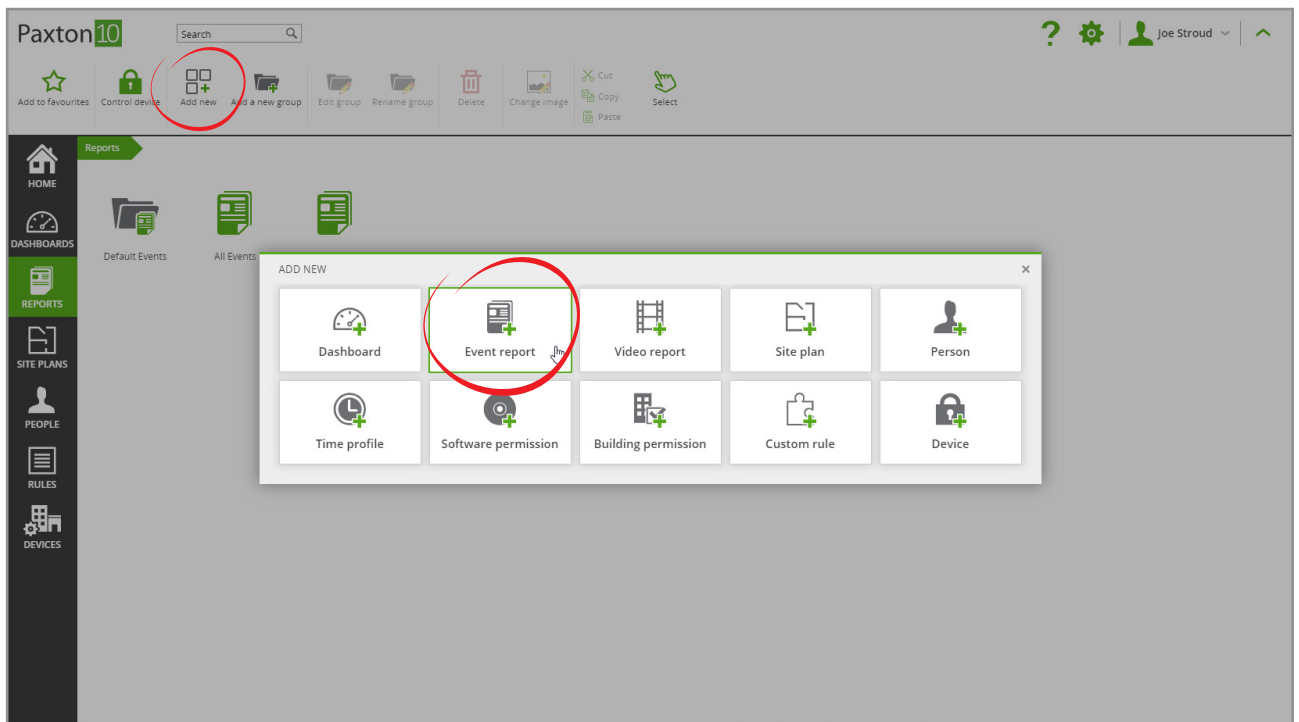 Paxton10
Search
Joe Stroud
Add to favourites
Control device
Add new
Add a new group
Edit group
Rename group
Delete
Change image
Cut
Copy
Paste
Select
Reports
HOME
DASHBOARDS
REPORTS
SITE PLANS
PEOPLE
RULES
DEVICES
Default Events
All Events
ADD NEW
Dashboard
Event report
Video report
Site plan
Person
Time profile
Software permission
Building permission
Custom rule
Device